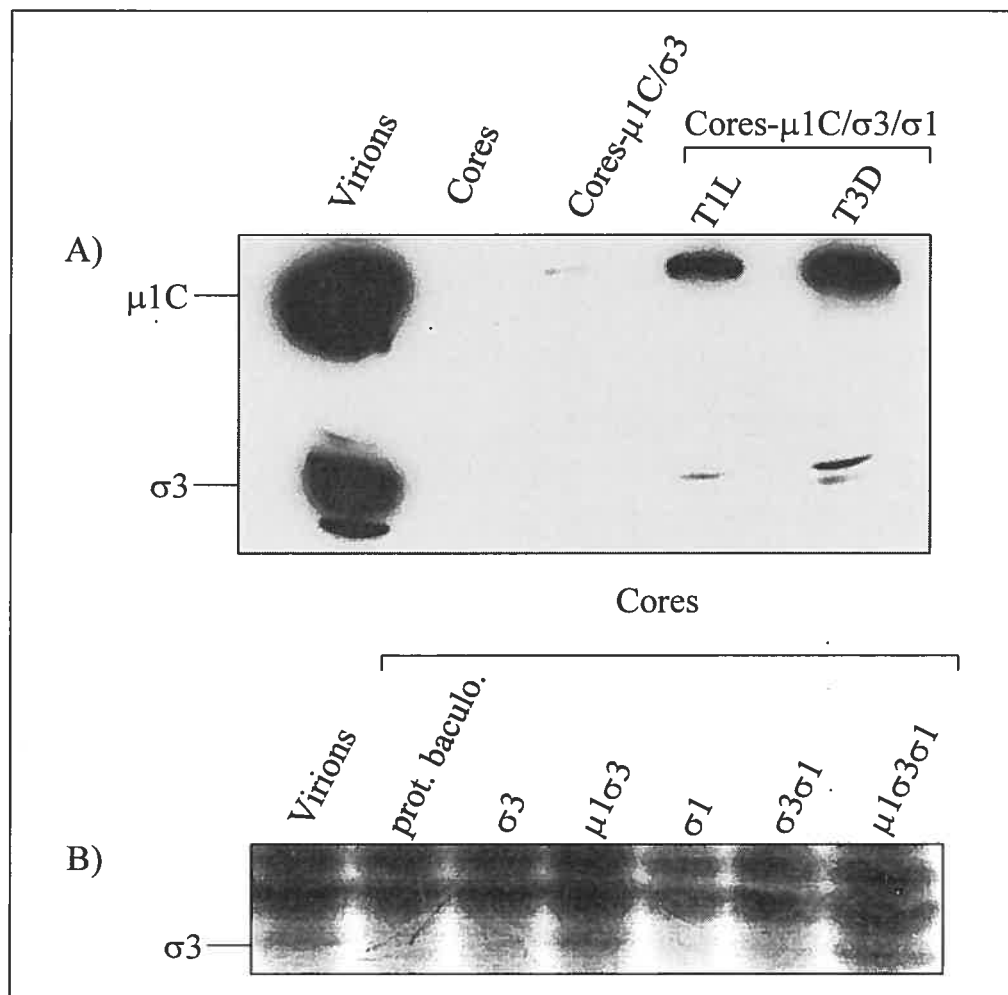 Virions
Cores
Cores-μ1C/σ3
Cores-μ1C/σ3/σ1
T1L
T3D
A)
μ1C
σ3
Cores
Virions
prot. baculo.
σ3
μ1σ3
σ1
σ3σ1
μ1σ3σ1
B)
σ3